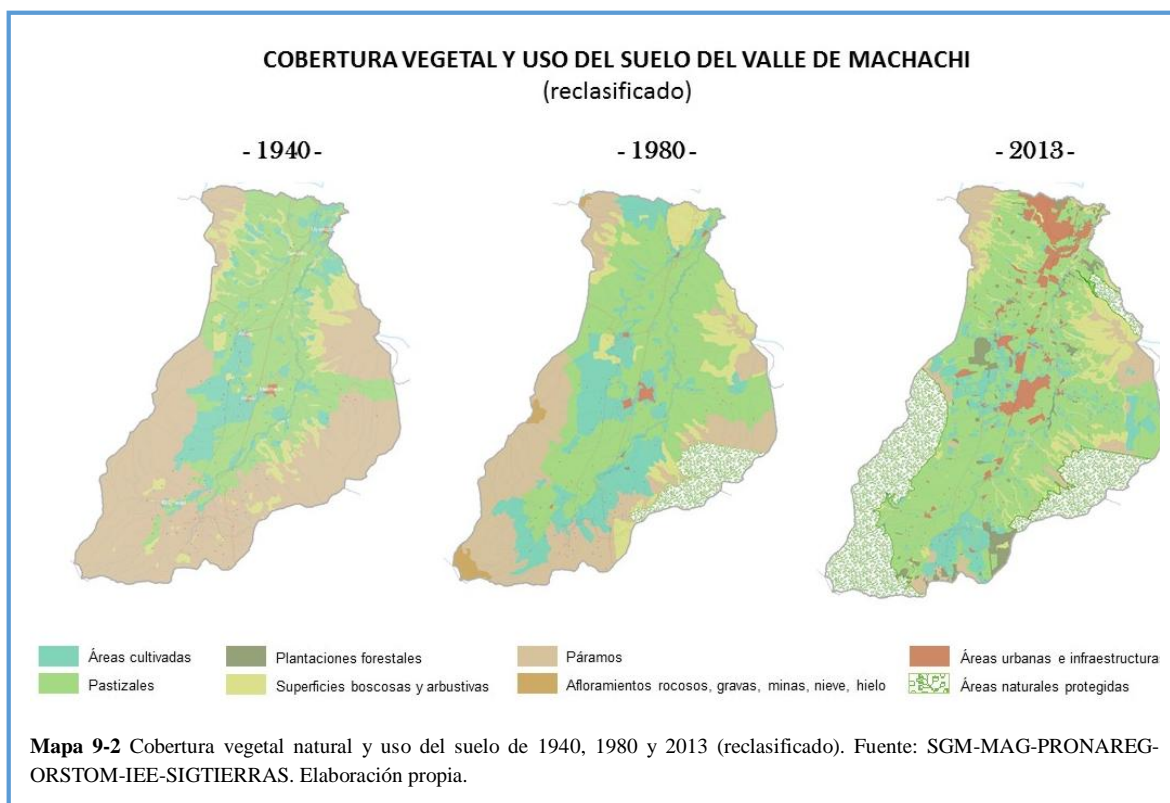 COBERTURA VEGETAL Y USO DEL SUELO DEL VALLE DE MACHACHI
(reclasificado)
- 1940 -
- 1980 -
- 2013 -
Áreas cultivadas
Plantaciones forestales
Páramos
Áreas urbanas e infraestructura
Pastizales
Superficies boscosas y arbustivas
Afloramientos rocosos, gravas, minas, nieve, hielo
Áreas naturales protegidas
Mapa 9-2 Cobertura vegetal natural y uso del suelo de 1940, 1980 y 2013 (reclasificado). Fuente: SGM-MAG-PRONAREG-
ORSTOM-IEE-SIGTIERRAS. Elaboración propia.